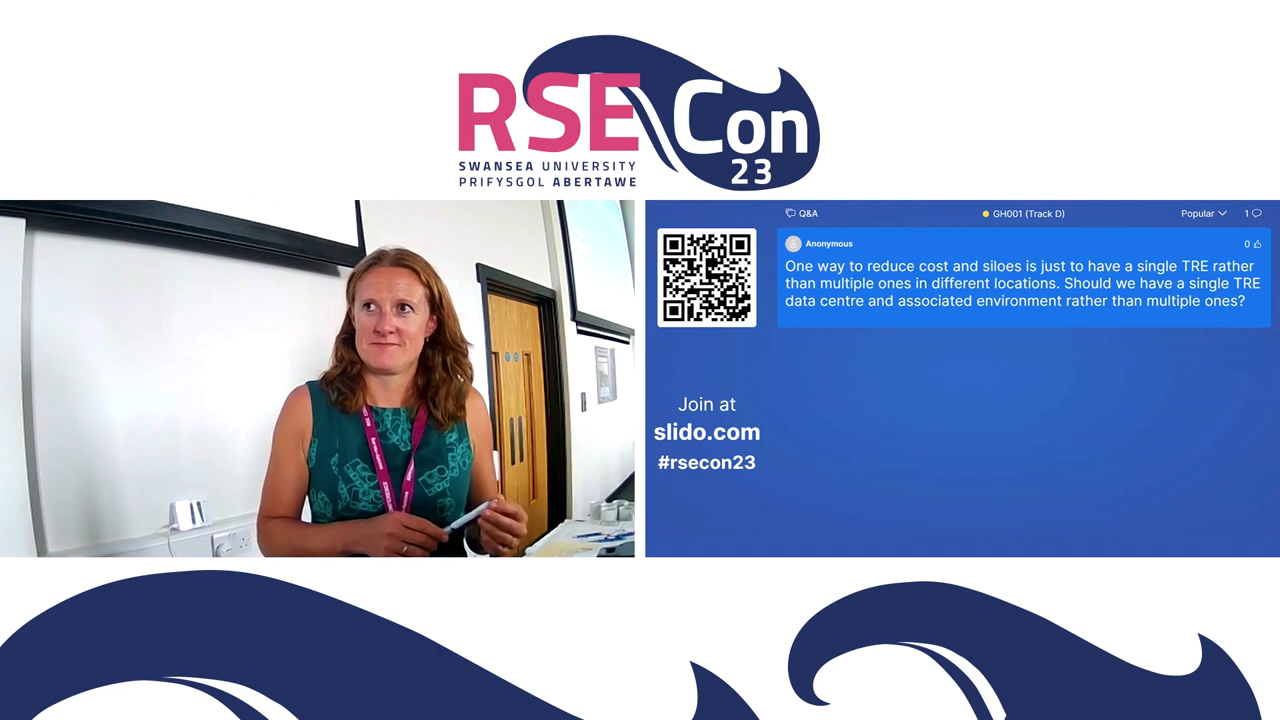 RSE Con
23
SWANSEA UNIVERSITY
PRIFYSGOL ABERTAWE
Q&A
GH001 (Track D)
Popular
1
Anonymous
0
One way to reduce cost and siloes is just to have a single TRE rather
than multiple ones in different locations. Should we have a single TRE
data centre and associated environment rather than multiple ones?
Join at
slido.com
#rsecon23